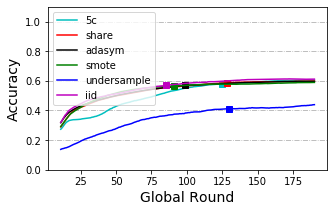 1.0
0.8
0.6
0.4
0.2
0.0
Accuracy
5c
share
adasym
smote
undersample
iid
25 50 75 100 125 150 175
Global Round